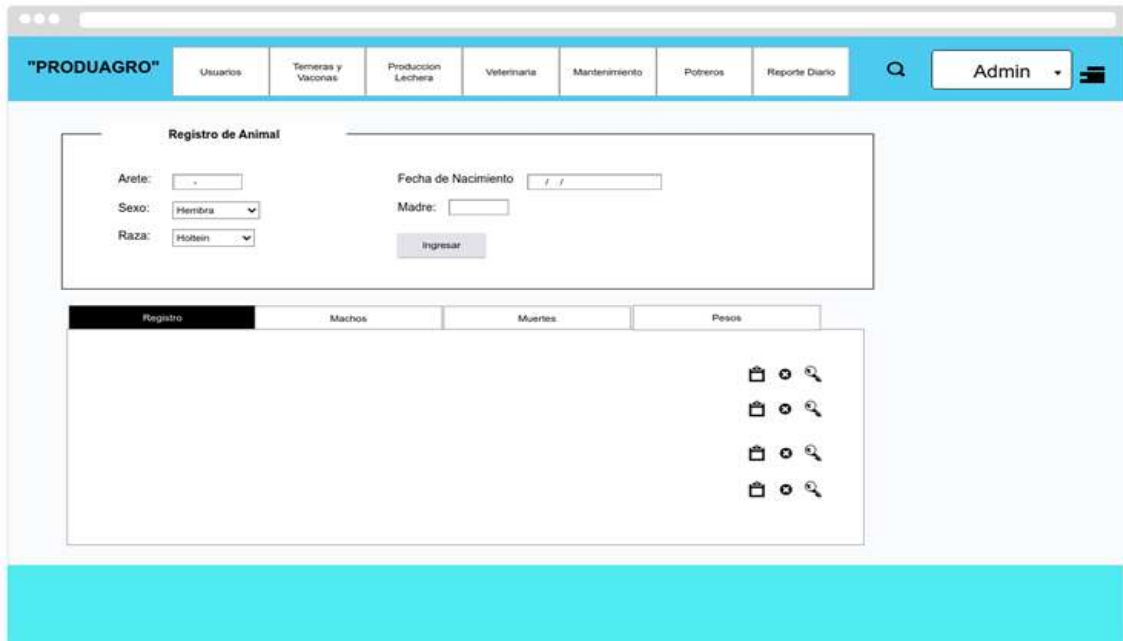 "PRODUAGRO"
Usuarios
Terneras y
Vaconas
Produccion
Lechera
Veterinaria
Mantenimiento
Potreros
Reporte Diario
Admin
Registro de Animal
Arete: -
Fecha de Nacimiento / /
Sexo: Hembra
Madre:
Raza: Holtein
Ingresar
Registro
Machos
Muertes
Pesos